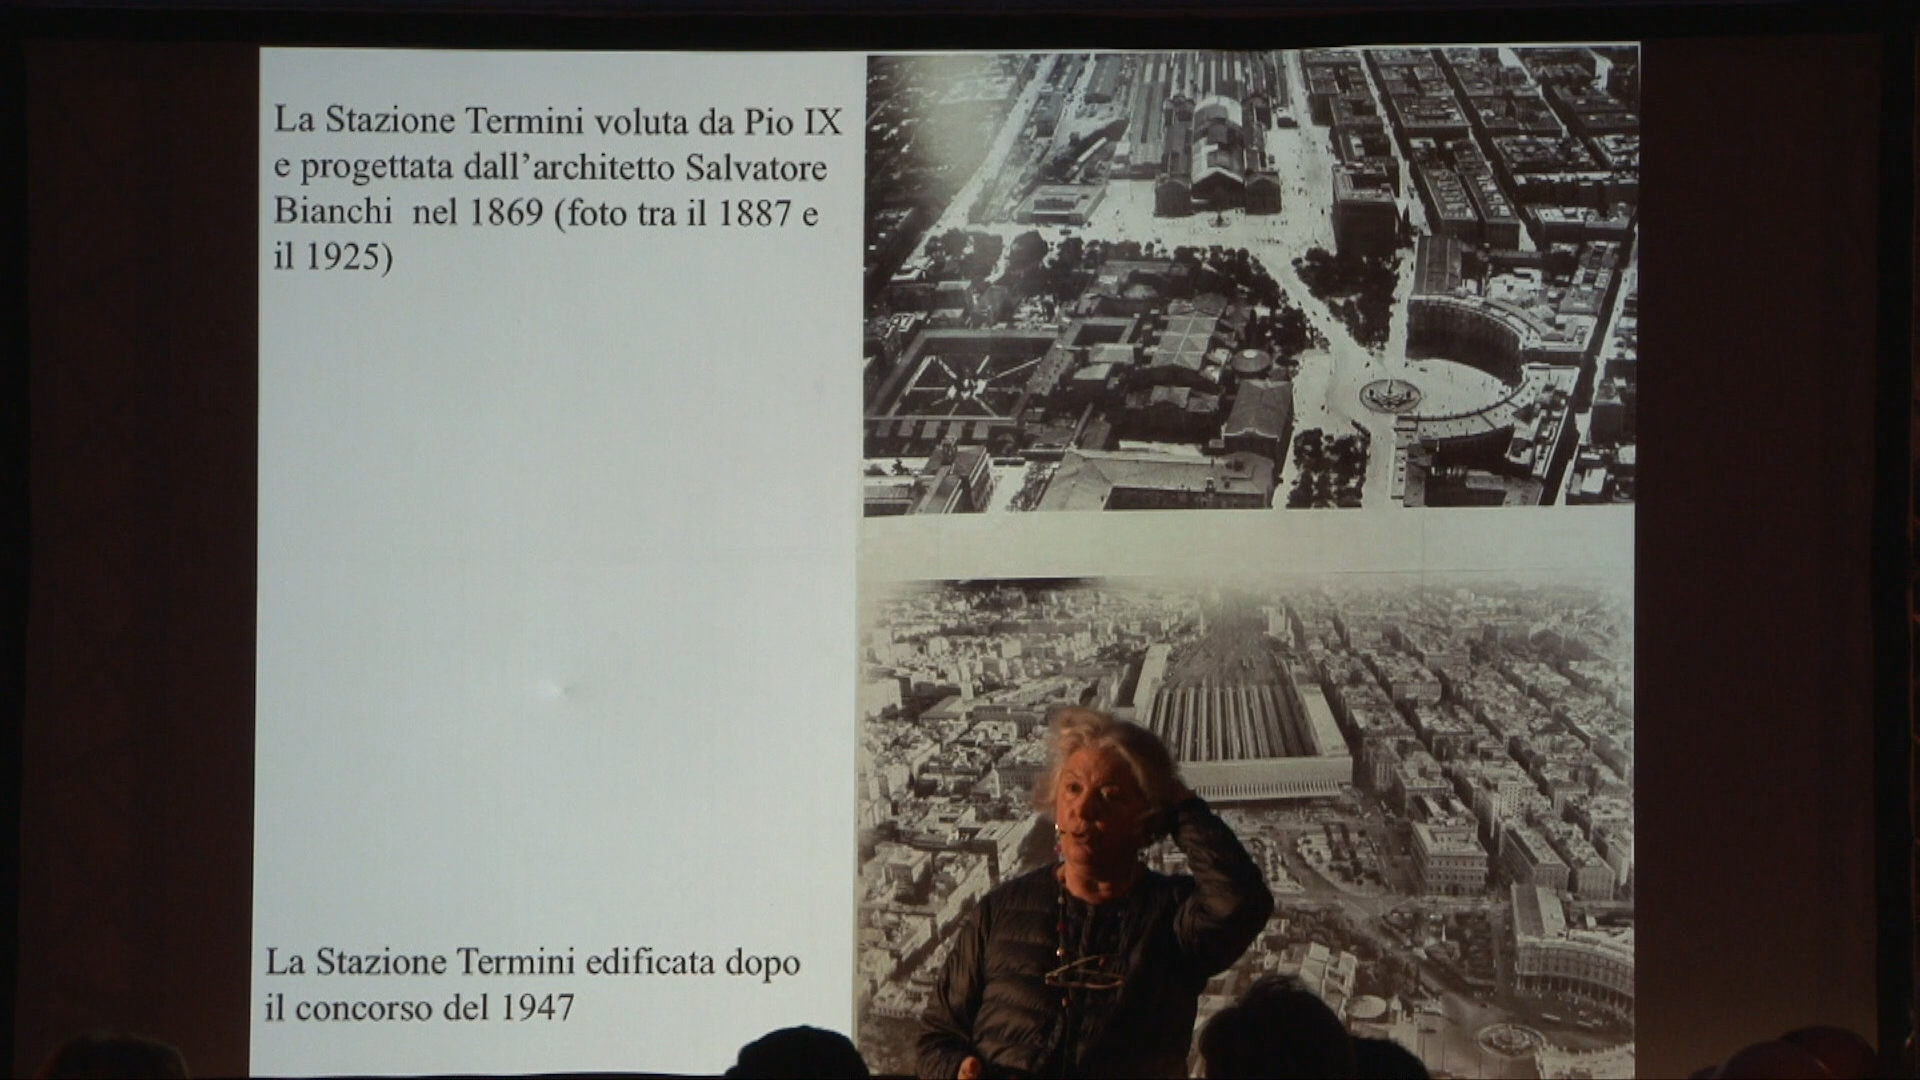 La Stazione Termini voluta da Pio IX
e progettata dall’architetto Salvatore
Bianchi nel 1869 (foto tra il 1887 e
il 1925)
La Stazione Termini edificata dopo
il concorso del 1947